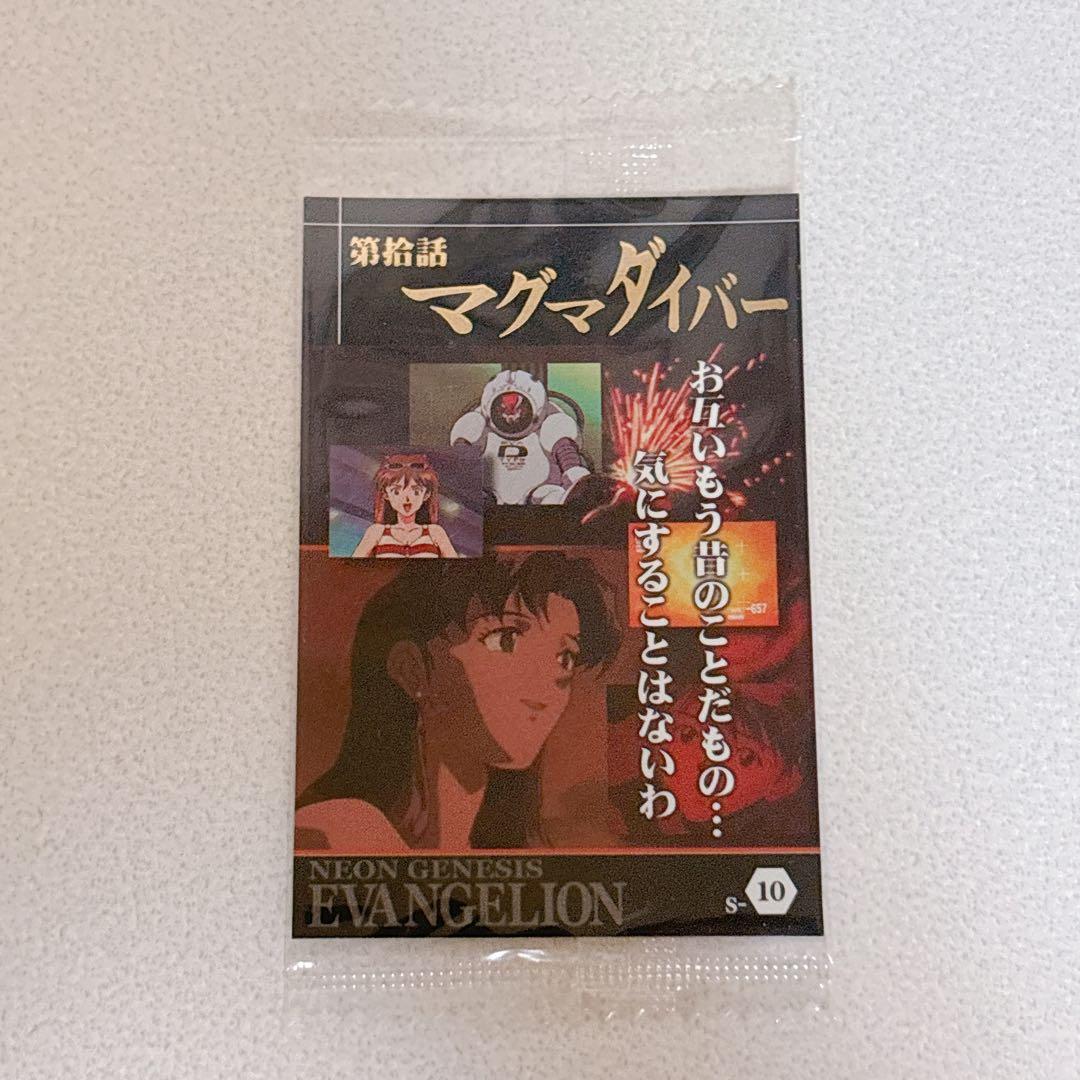 第拾話
マグマダイバー
お互いもう昔のことだもの…
気にすることはないわ
-657
NEON GENESIS
EVANGELION
S-10